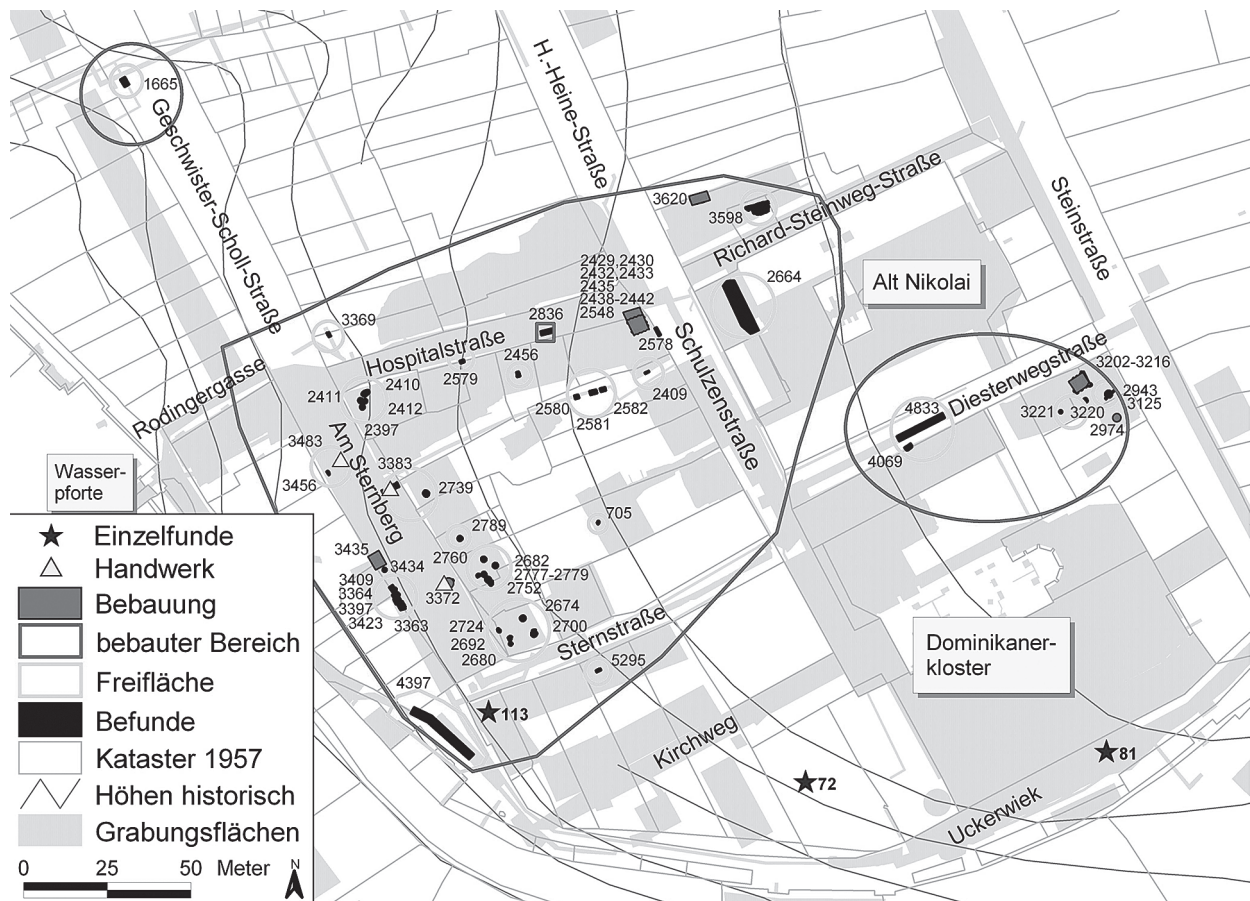 1665
Geschwister-Scholl-Straße
H.-Heine-Straße
Steinstraße
3620
3598
Richard-Steinweg-Straße
2664
Alt Nikolai
2429,2430
2432,2433
2435
2438-2442
2548
2836
2578
Schulzenstraße
3369
Hospitalstraße
2579
2456
2409
2580
2582
2581
Rodingergasse
2411
2410
2412
2397
Am Sternberg
3483
3456
3383
2739
Diesterwegstraße
3202-3216
2943
3125
3221
3220
2974
4833
4069
Wasser-
pforte
705
2789
2760
2682
2777-2779
2752
3435
3434
3409
3364
3397
3423
3363
3372
2674
2724
2700
2692
2680
Sternstraße
5295
4397
113
Dominikaner-
kloster
Kirchweg
72
81
Uckerwiek
Einzelfunde
Handwerk
Bebauung
bebauter Bereich
Freifläche
Befunde
Kataster 1957
Höhen historisch
Grabungsflächen
0 25 50 Meter
N